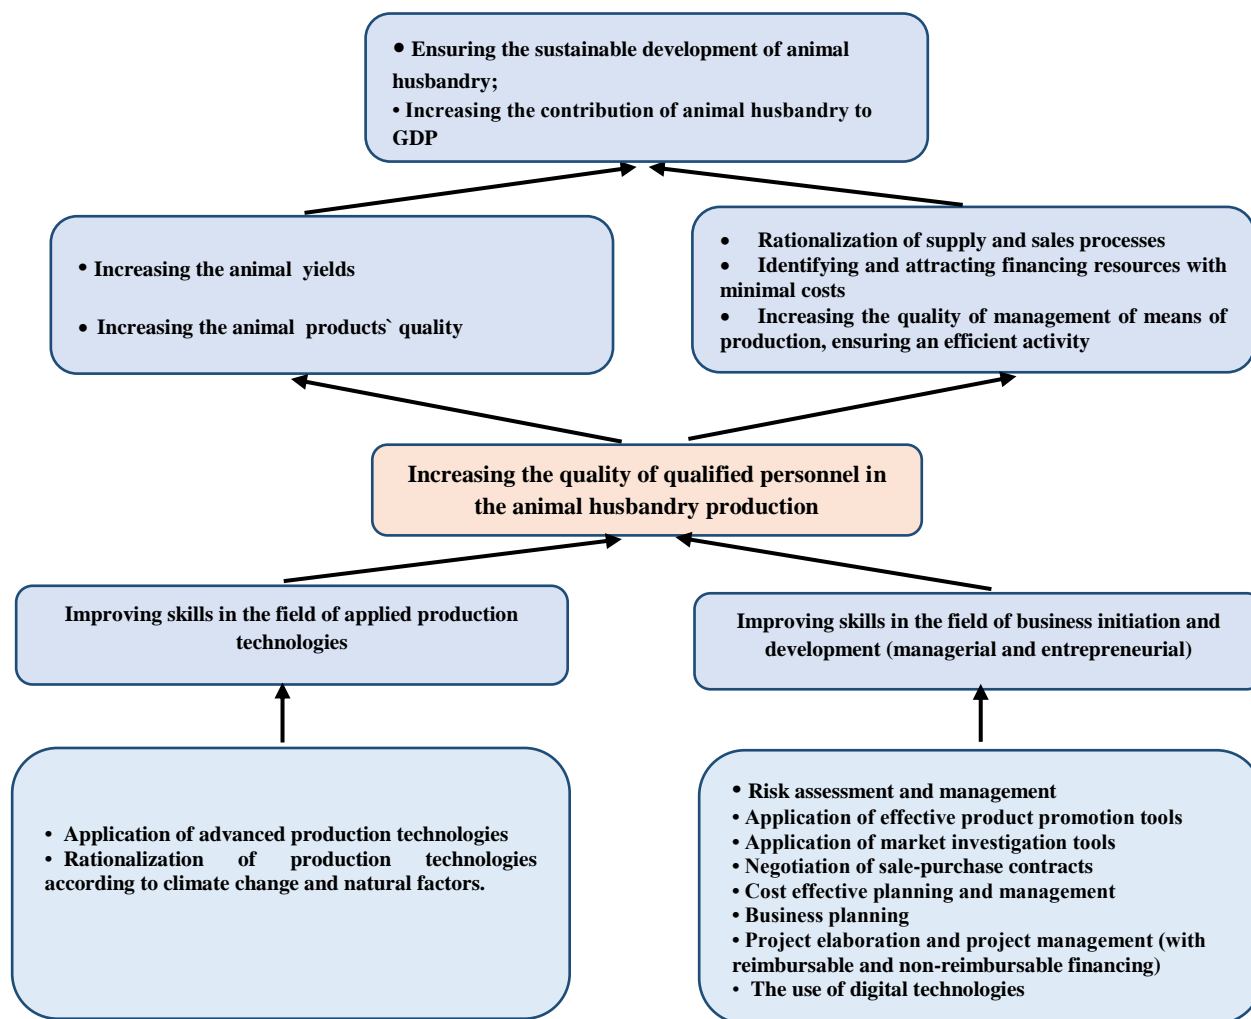 • Ensuring the sustainable development of animal
husbandry;
• Increasing the contribution of animal husbandry to
GDP
• Increasing the animal yields
• Increasing the animal products` quality
• Rationalization of supply and sales processes
• Identifying and attracting financing resources with
minimal costs
• Increasing the quality of management of means of
production, ensuring an efficient activity
Increasing the quality of qualified personnel in
the animal husbandry production
Improving skills in the field of applied production
technologies
Improving skills in the field of business initiation and
development (managerial and entrepreneurial)
• Application of advanced production technologies
• Rationalization of production technologies
according to climate change and natural factors.
• Risk assessment and management
• Application of effective product promotion tools
• Application of market investigation tools
• Negotiation of sale-purchase contracts
• Cost effective planning and management
• Business planning
• Project elaboration and project management (with
reimbursable and non-reimbursable financing)
• The use of digital technologies